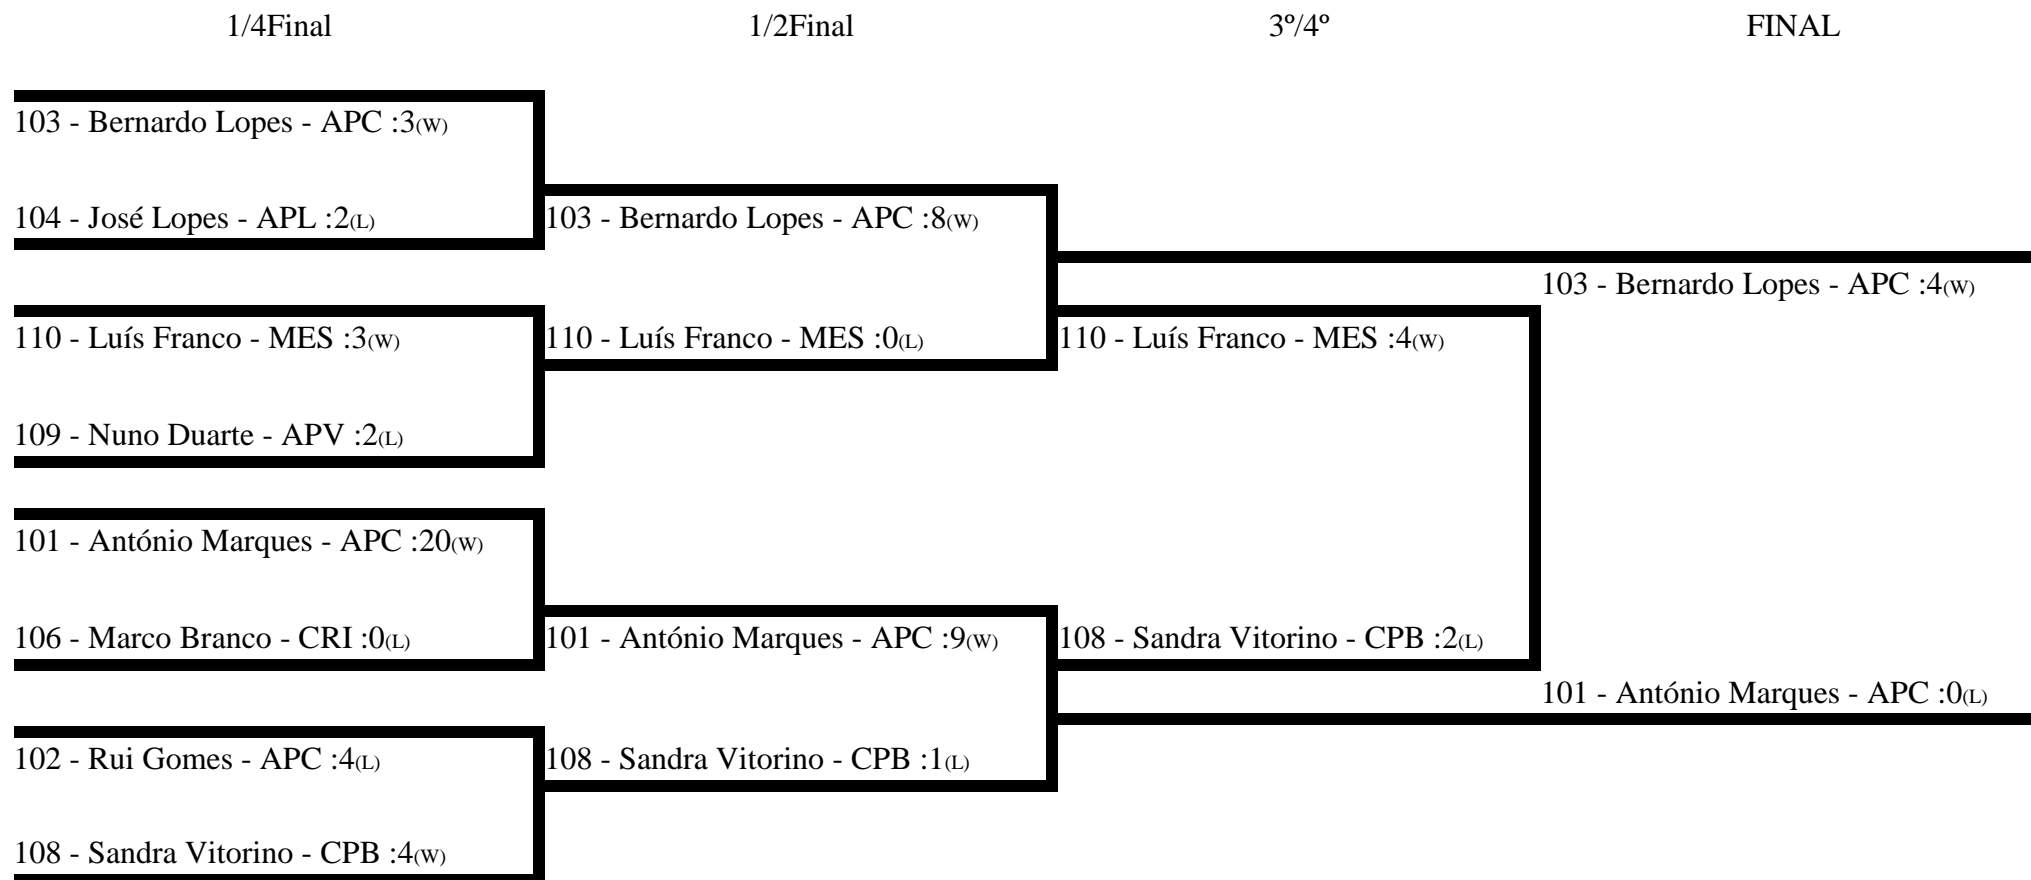 1/4Final 1/2Final 3º/4º FINAL
103 - Bernardo Lopes - APC :3(W)
104 - José Lopes - APL :2(L) 103 - Bernardo Lopes - APC :8(W)
103 - Bernardo Lopes - APC :4(W)
110 - Luís Franco - MES :3(W) 110 - Luís Franco - MES :0(L) 110 - Luís Franco - MES :4(W)
109 - Nuno Duarte - APV :2(L)
101 - António Marques - APC :20(W)
106 - Marco Branco - CRI :0(L) 101 - António Marques - APC :9(W) 108 - Sandra Vitorino - CPB :2(L)
101 - António Marques - APC :0(L)
102 - Rui Gomes - APC :4(L) 108 - Sandra Vitorino - CPB :1(L)
108 - Sandra Vitorino - CPB :4(W)